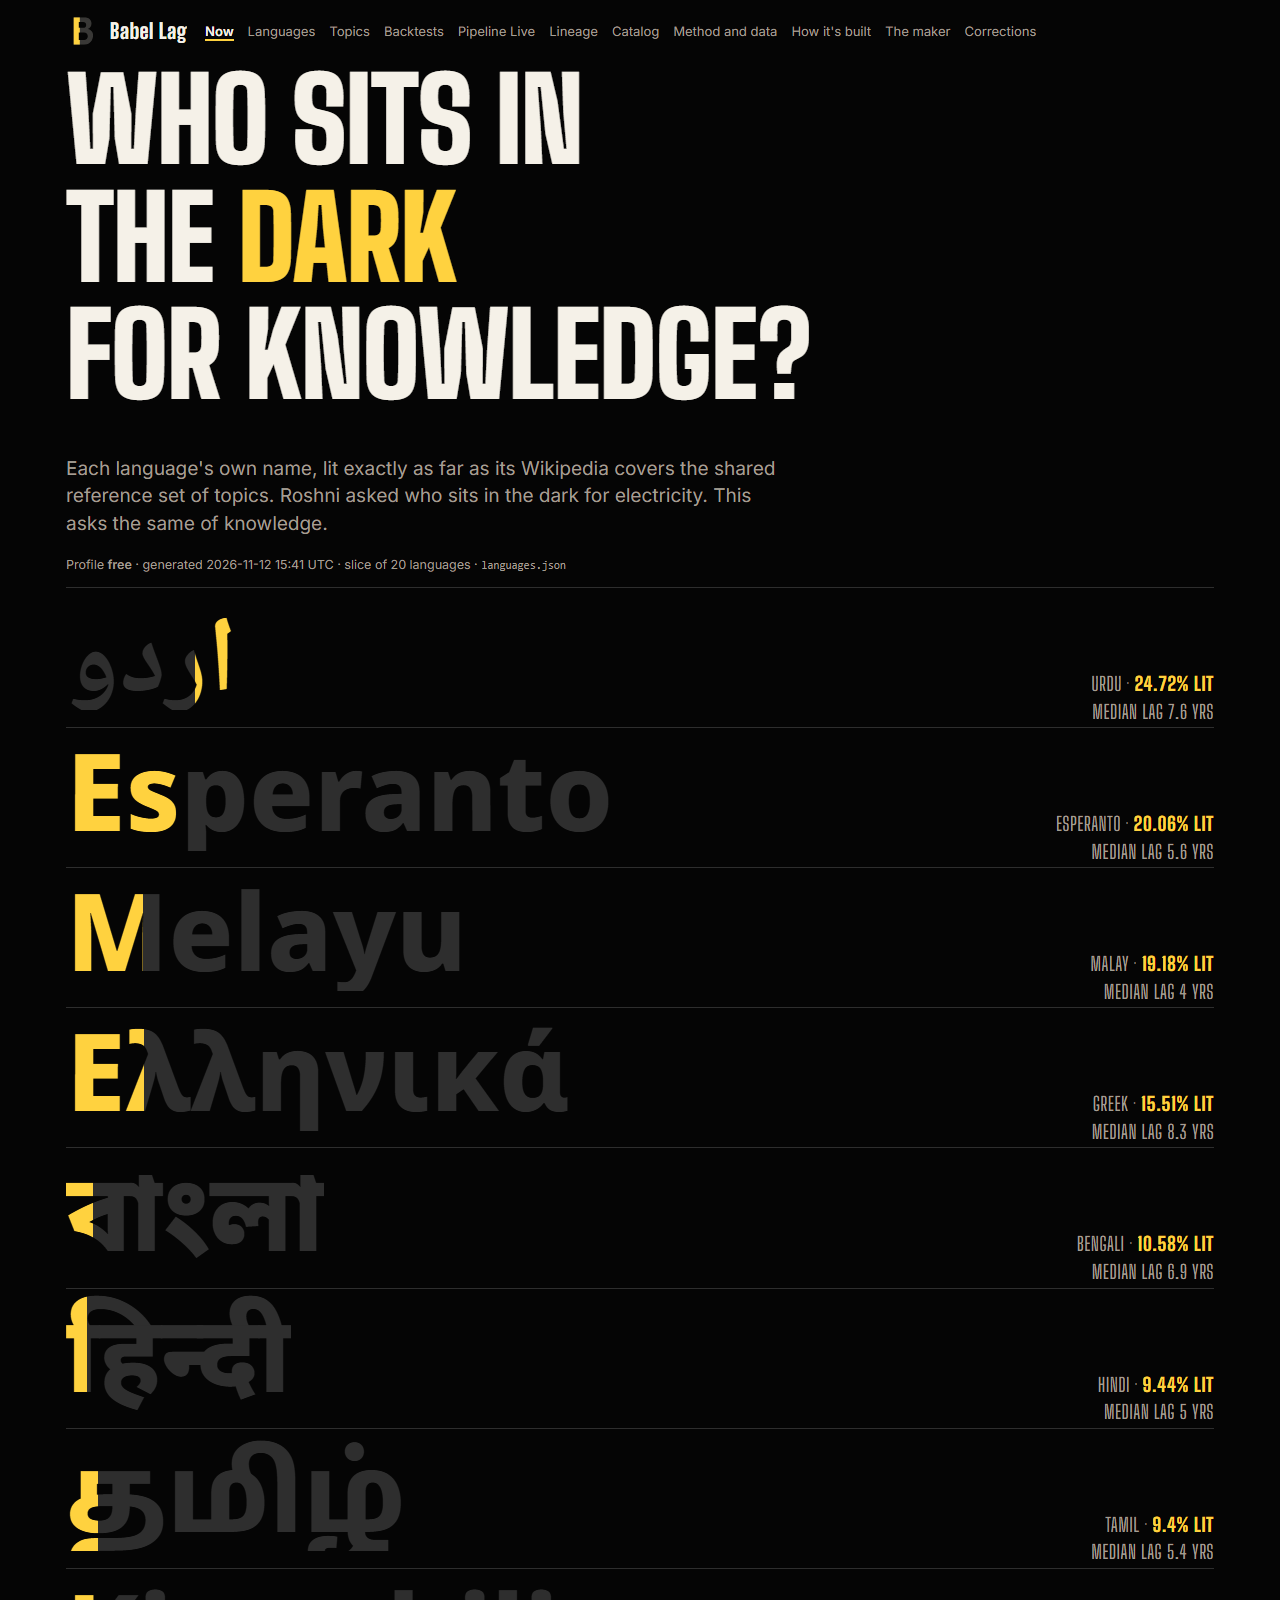 B Babel Lag Now Languages Topics Backtests Pipeline Live Lineage Catalog Method and data How it's built The maker Corrections
WHO SITS IN
THE DARK
FOR KNOWLEDGE?
Each language's own name, lit exactly as far as its Wikipedia covers the shared
reference set of topics. Roshni asked who sits in the dark for electricity. This
asks the same of knowledge.
Profile free · generated 2026-11-12 15:41 UTC · slice of 20 languages · languages.json
اردو
URDU · 24.72% LIT
MEDIAN LAG 7.6 YRS
Esperanto
ESPERANTO · 20.06% LIT
MEDIAN LAG 5.6 YRS
Melayu
MALAY · 19.18% LIT
MEDIAN LAG 4 YRS
Ελληνικά
GREEK · 15.51% LIT
MEDIAN LAG 8.3 YRS
বাংলা
BENGALI · 10.58% LIT
MEDIAN LAG 6.9 YRS
हिन्दी
HINDI · 9.44% LIT
MEDIAN LAG 5 YRS
தமிழ்
TAMIL · 9.4% LIT
MEDIAN LAG 5.4 YRS